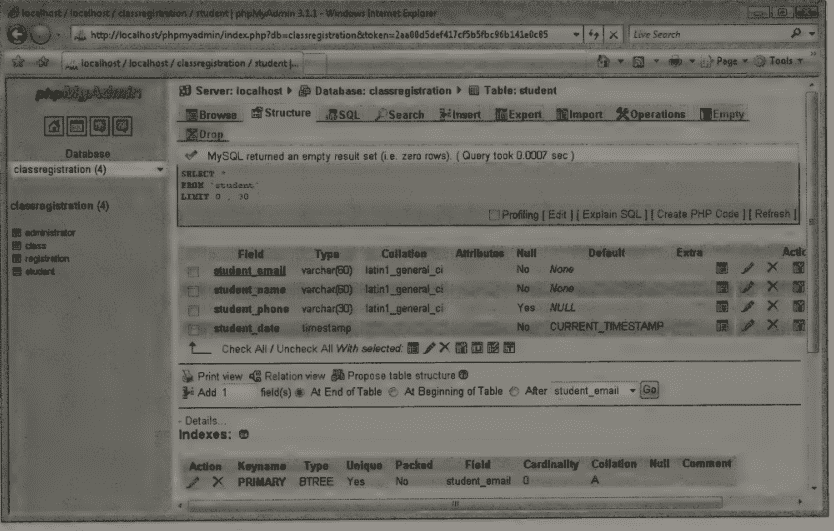 localhost / localhost / classregistration / student | phpMyAdmin 3.1.1 - Windows Internet Explorer
http://localhost/phpmyadmin/index.php?db=classregistration&token=2aa08d5def417cf5b5fbc96b141e0c85
Live Search
localhost / localhost / classregistration / student |...
Page Tools
phpMyAdmin
Database
classregistration (4)
classregistration (4)
administrator
class
registration
student
Server: localhost Database: classregistration Table: student
Browse Structure SQL Search Insert Export Import Operations Empty
Drop
MySQL returned an empty result set (i.e. zero rows). ( Query took 0.0007 sec )
SELECT *
FROM `student`
LIMIT 0 , 30
Profiling [ Edit ] [ Explain SQL ] [ Create PHP Code ] [ Refresh ]
Field Type Collation Attributes Null Default Extra Actic
student_email varchar(60) latin1_general_ci No None
student_name varchar(50) latin1_general_ci No None
student_phone varchar(30) latin1_general_ci Yes NULL
student_date timestamp No CURRENT_TIMESTAMP
Check All / Uncheck All With selected:
Print view Relation view Propose table structure
Add 1 field(s) At End of Table At Beginning of Table After student_email Go
- Details...
Indexes:
Action Keyname Type Unique Packed Field Cardinality Collation Null Comment
PRIMARY BTREE Yes No student_email 0 A